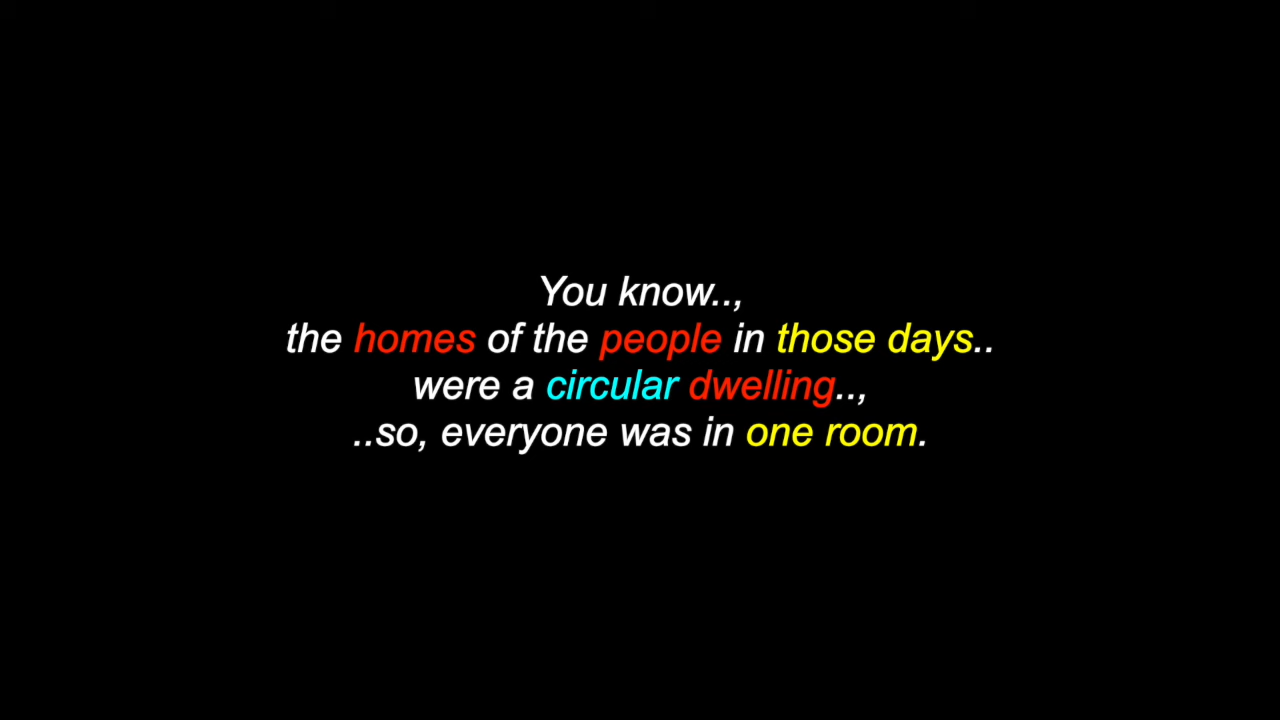 You know..,
the homes of the people in those days..
were a circular dwelling..,
..so, everyone was in one room.